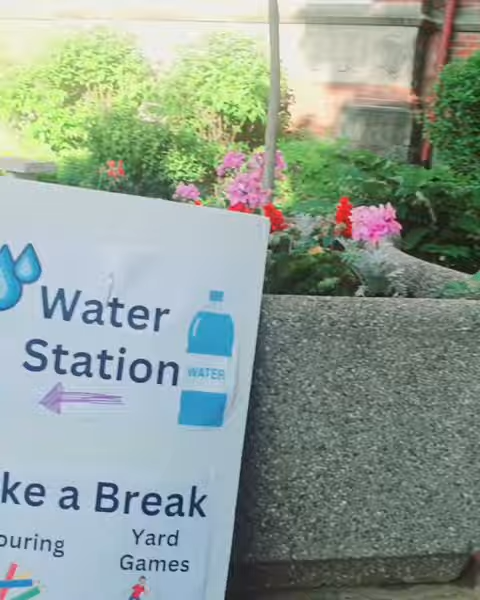 Water
Station
WATER
ke a Break
ouring
Yard
Games